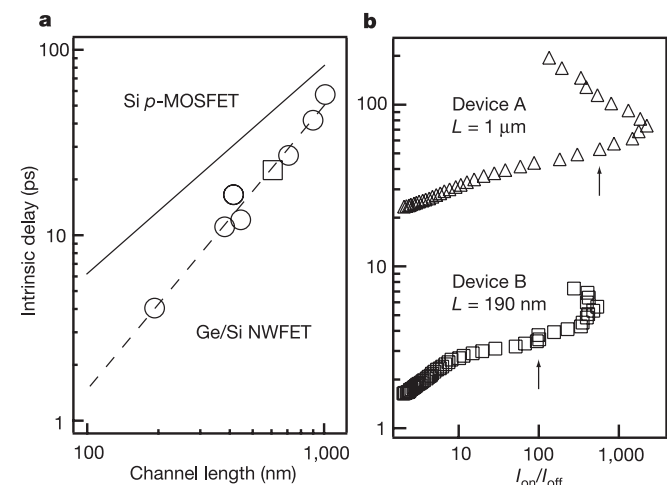 a
100
Si p-MOSFET
10
Ge/Si NWFET
1
100
1,000
Channel length (nm)
Intrinsic delay (ps)
b
Device A
L = 1 μm
100
10
Device B
L = 190 nm
1
10
100
1,000
Ion/Ioff